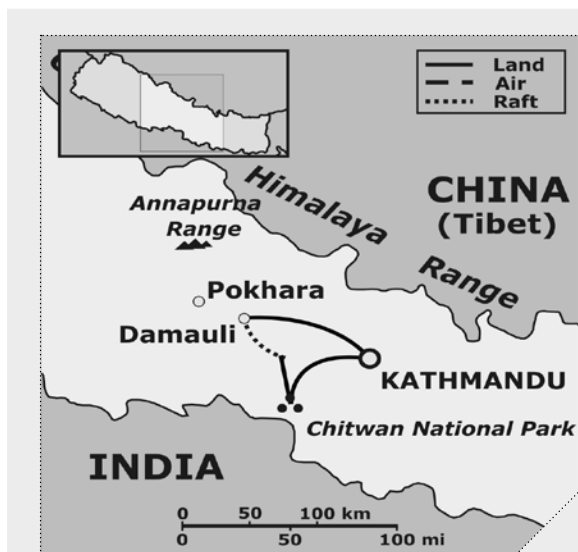 Land
Air
Raft
Himalaya
Range
CHINA
(Tibet)
Annapurna
Range
Pokhara
Damauli
KATHMANDU
Chitwan National Park
INDIA
0 50 100 km
0 50 100 mi